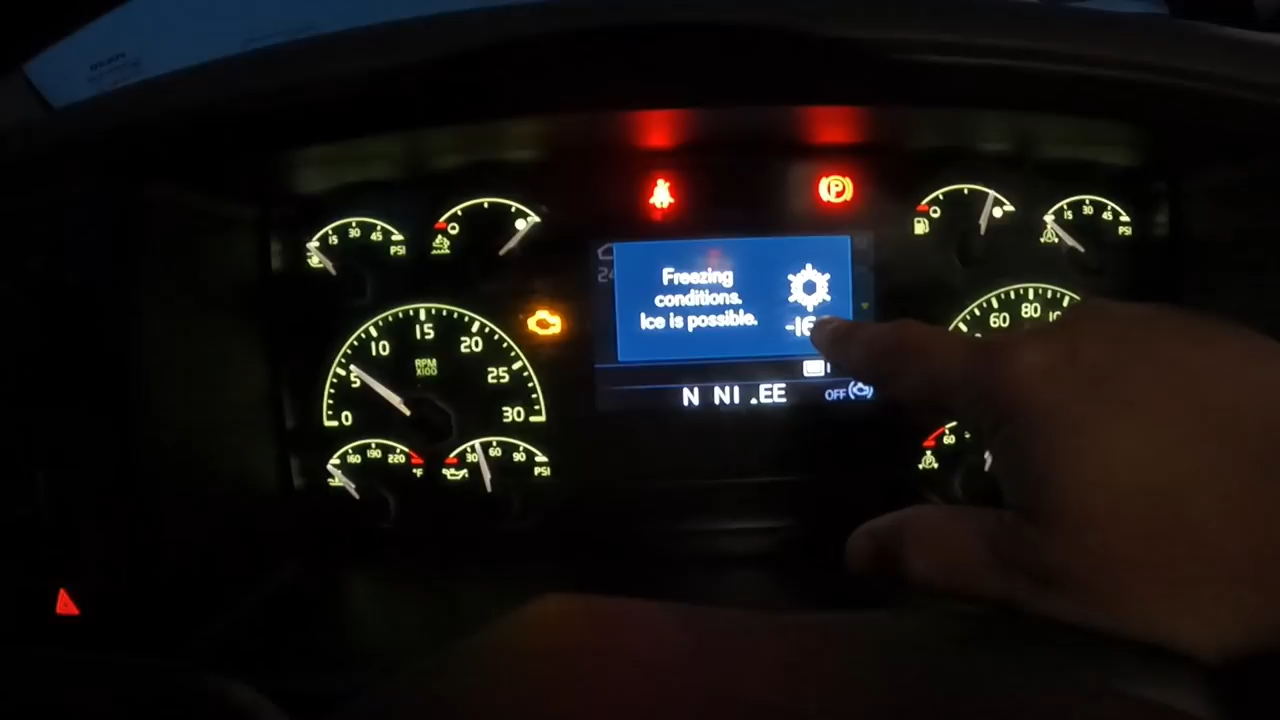 15 30 45
PSI
15 30 45
PSI
Freezing
conditions.
Ice is possible.
P
0 5 10 15 20 25 30
RPM
X100
60 80
160 190 220
°F
30 60 90
PSI
N NI .EE
OFF
60
P